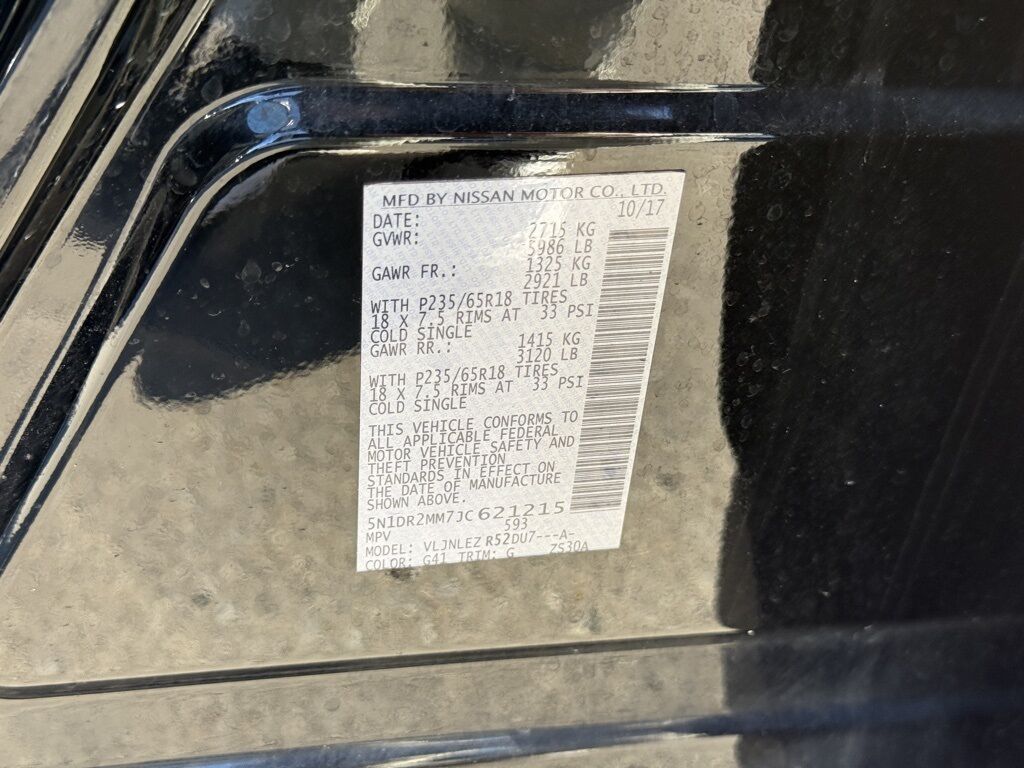 MFD BY NISSAN MOTOR CO., LTD.
DATE: 10/17
GVWR: 2715 KG
5986 LB
GAWR FR.: 1325 KG
2921 LB
WITH P235/65R18 TIRES
18 X 7.5 RIMS AT 33 PSI
COLD SINGLE
GAWR RR.: 1415 KG
3120 LB
WITH P235/65R18 TIRES
18 X 7.5 RIMS AT 33 PSI
COLD SINGLE
THIS VEHICLE CONFORMS TO
ALL APPLICABLE FEDERAL
MOTOR VEHICLE SAFETY AND
THEFT PREVENTION
STANDARDS IN EFFECT ON
THE DATE OF MANUFACTURE
SHOWN ABOVE.
5N1DR2MM7JC621215
MPV 593
MODEL: VLJNLEZ R52DU7---A-
COLOR: G41 TRIM: G ZS30A